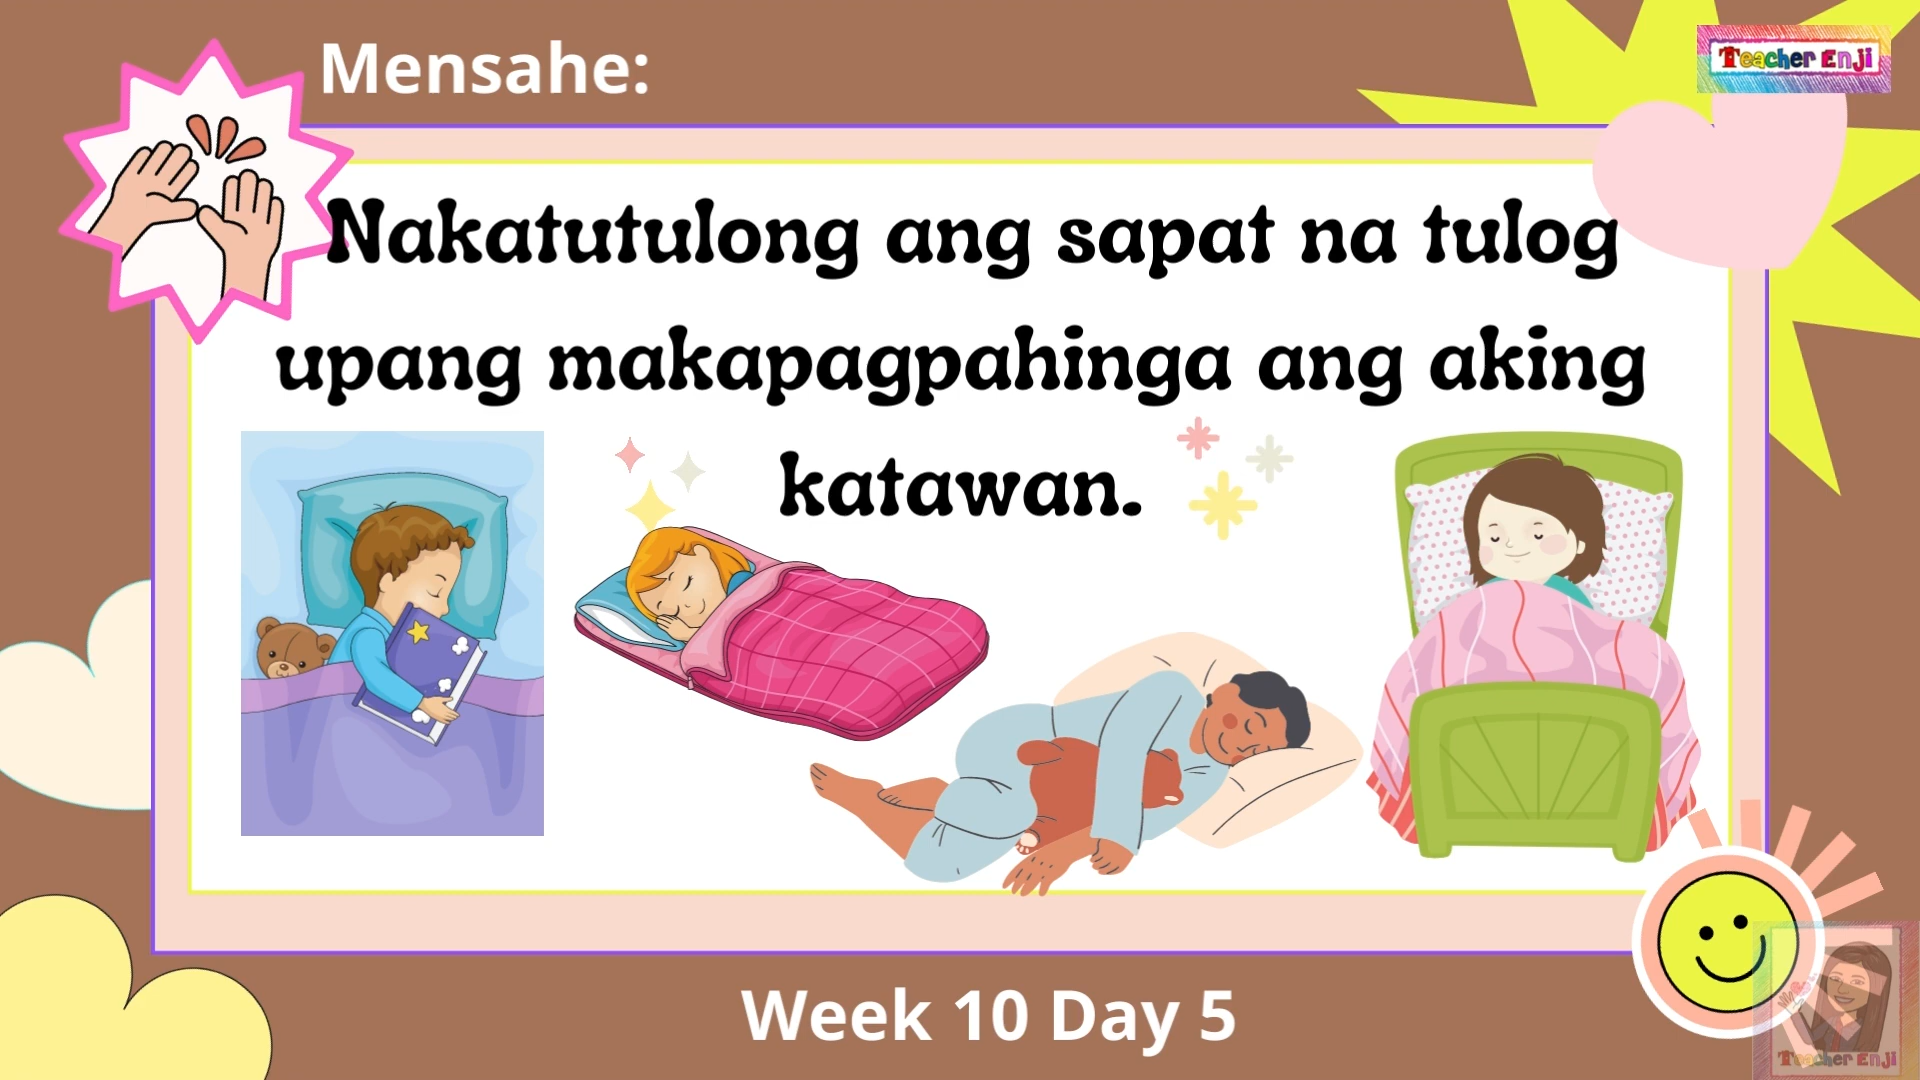 Mensahe:
Teacher Enji
Nakatutulong ang sapat na tulog
upang makapagpahinga ang aking
katawan.
Week 10 Day 5
Teacher Enji